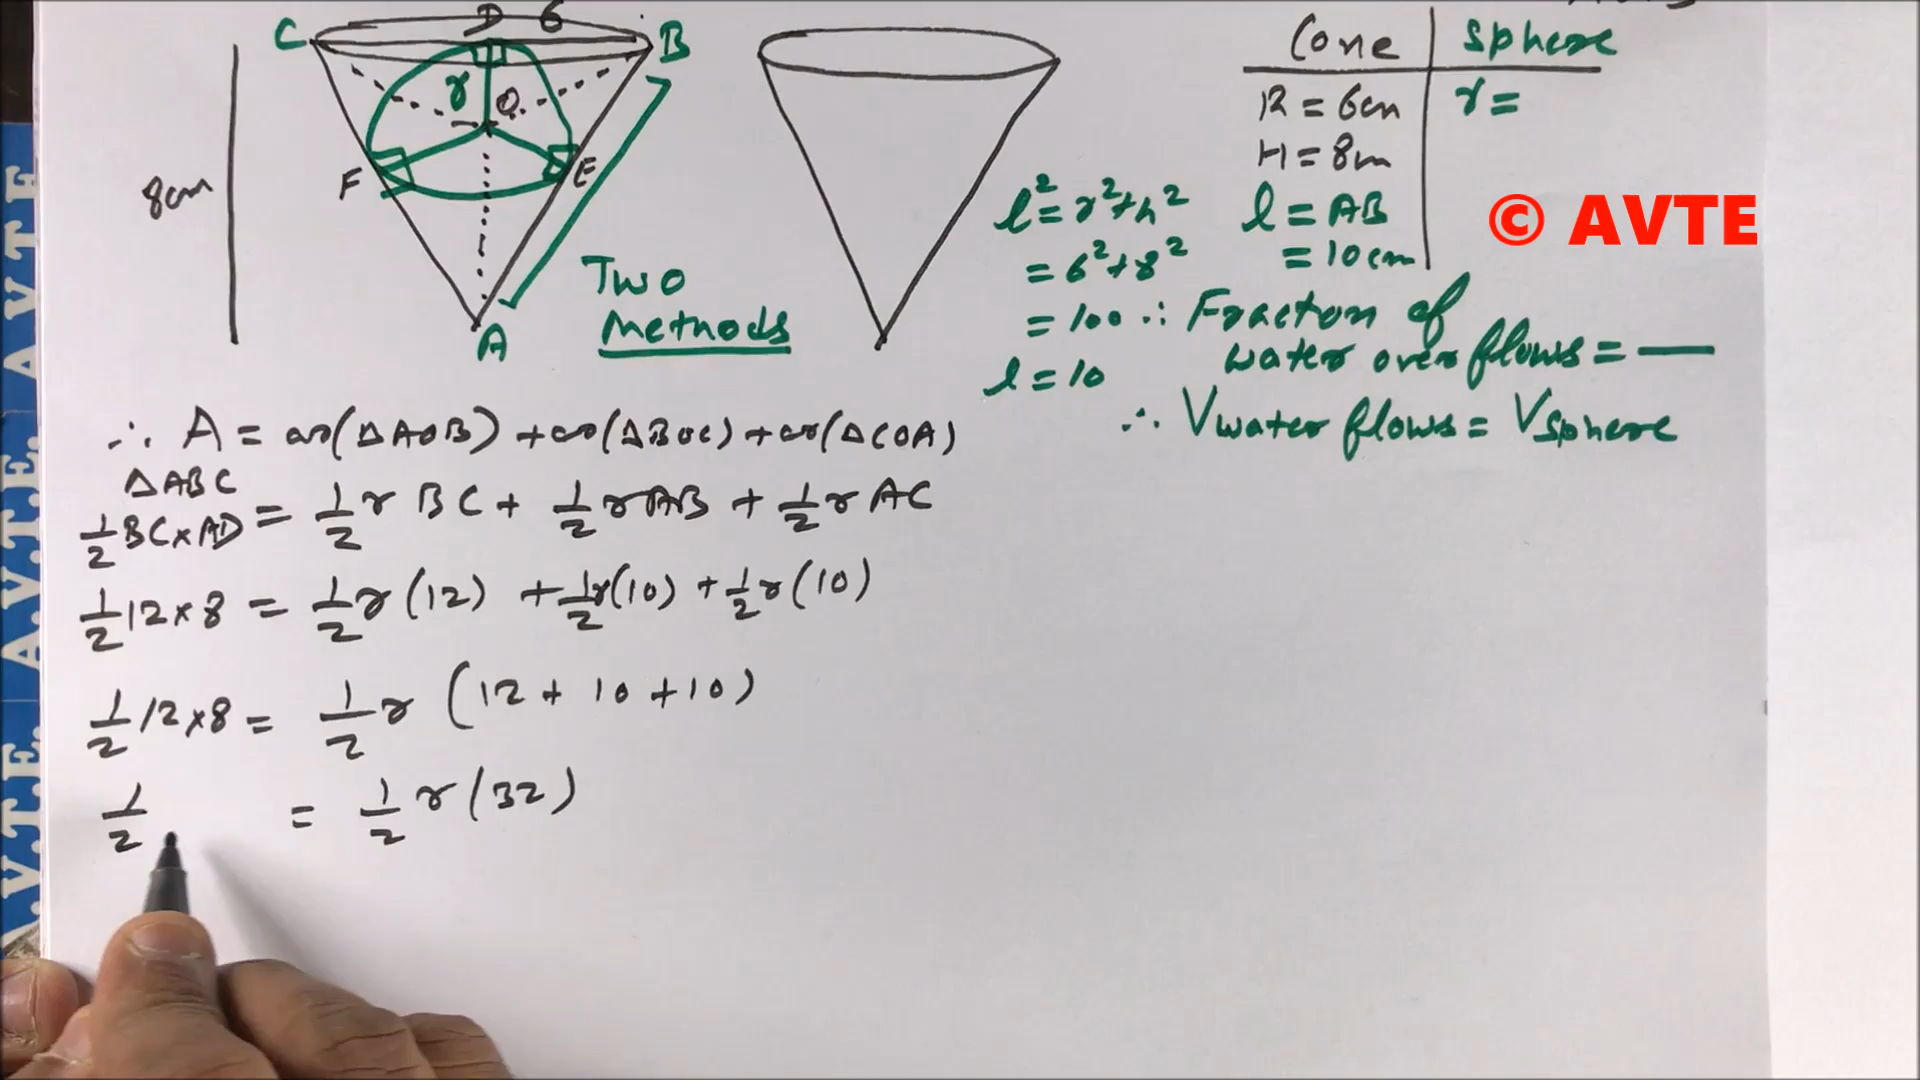 C D 6 B
r O
F E
8cm
A
Two
Methods
Cone Sphere
R = 6cm r =
H = 8m
l = AB
= 10cm
l² = r² + h²
= 6² + 8²
= 100
l = 10
© AVTE
∴ Fraction of
water over flows = —
∴ Vwater flows = Vsphere
∴ A = ar(ΔAOB) + ar(ΔBOC) + ar(ΔCOA)
ΔABC
1/2 BC × AD = 1/2 r BC + 1/2 r AB + 1/2 r AC
1/2 12 × 8 = 1/2 r (12) + 1/2 r(10) + 1/2 r (10)
1/2 12 × 8 = 1/2 r (12 + 10 + 10)
1/2 = 1/2 r (32)
A.V.T.E. A.V.T.E. A.V.T.E